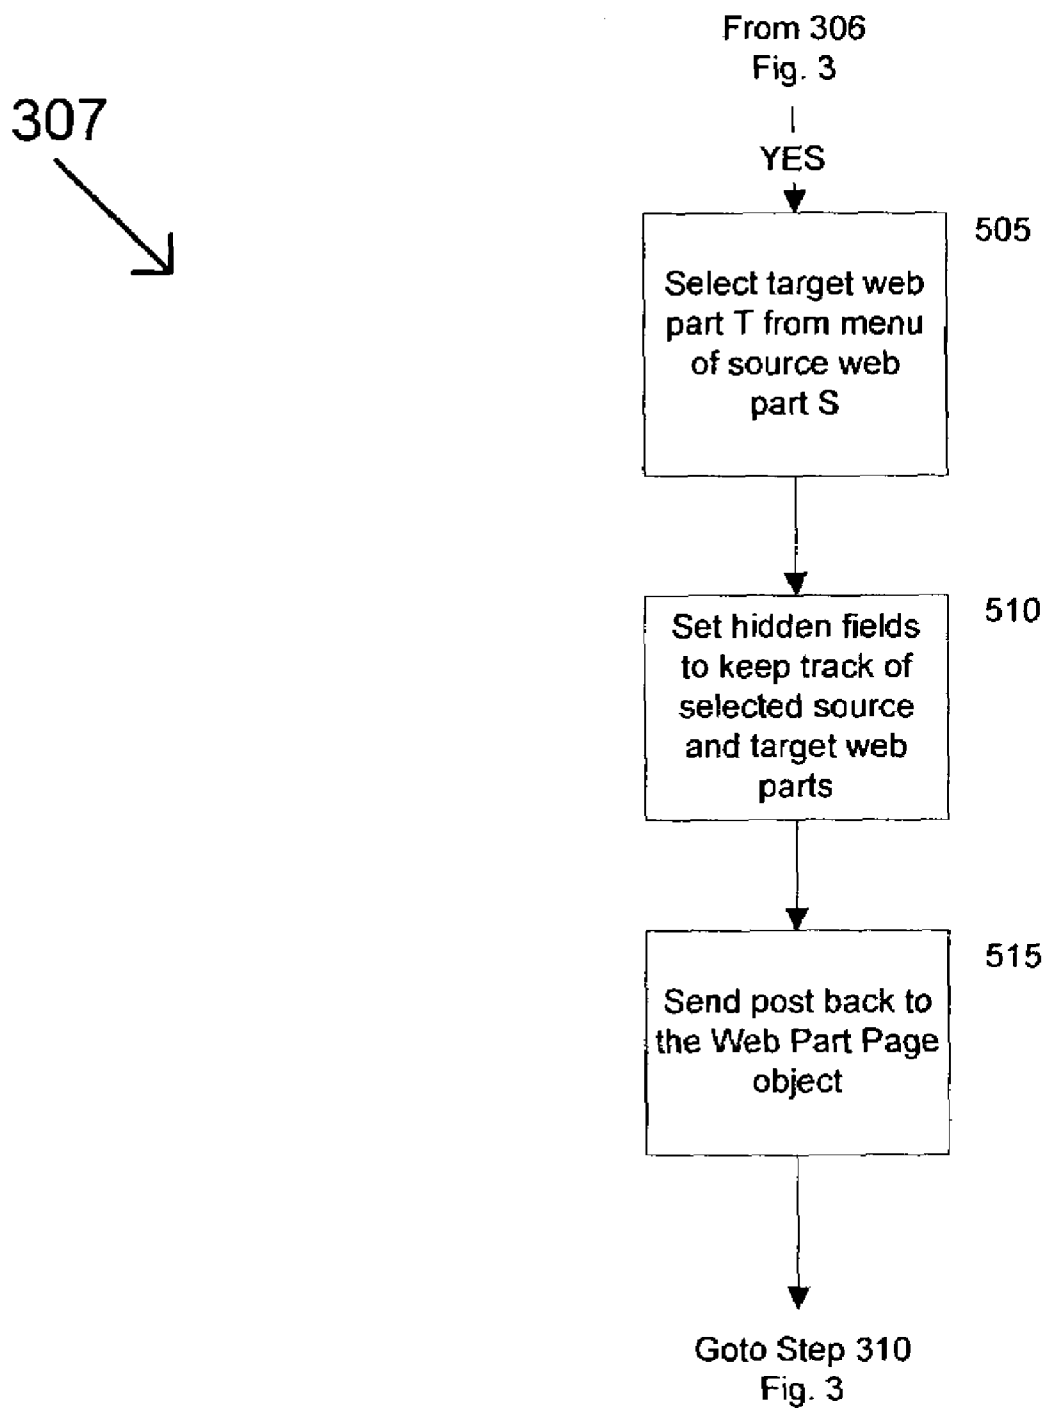 From 306
Fig. 3
307
YES
505
Select target web
part T from menu
of source web
part S
510
Set hidden fields
to keep track of
selected source
and target web
parts
515
Send post back to
the Web Part Page
object
Goto Step 310
Fig. 3